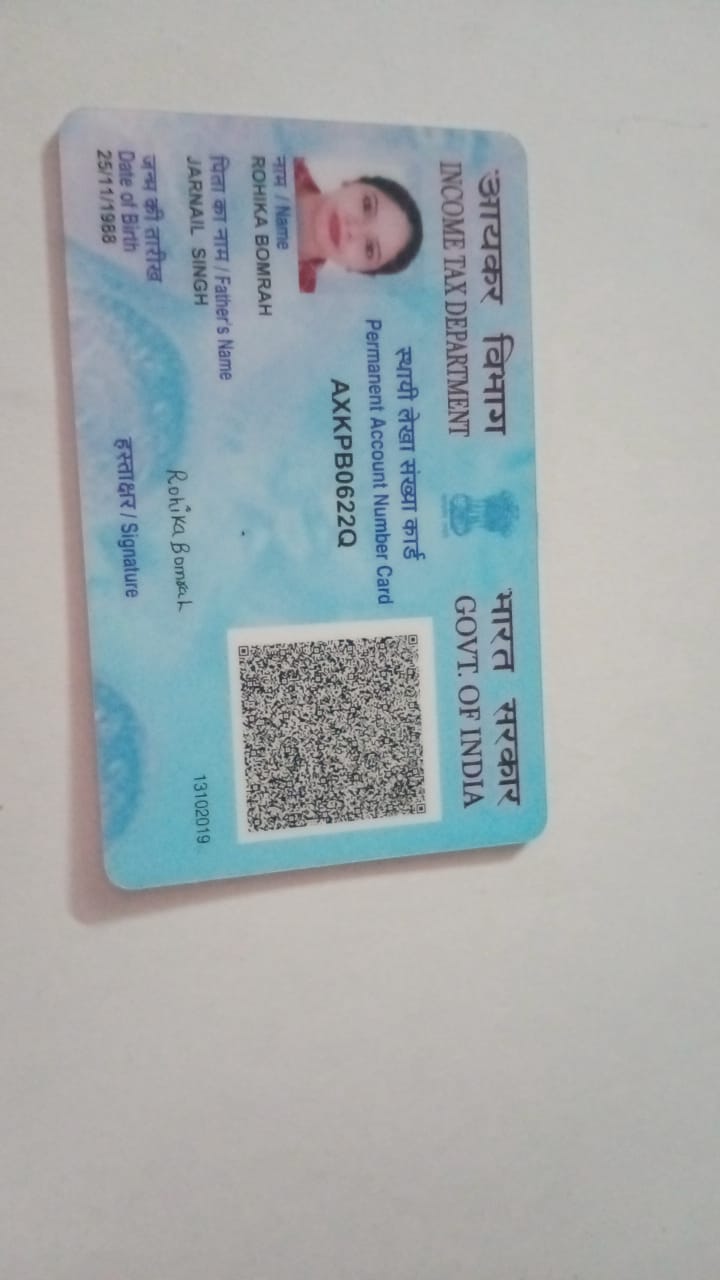 आयकर विभाग
INCOME TAX DEPARTMENT
भारत सरकार
GOVT. OF INDIA
स्थायी लेखा संख्या कार्ड
Permanent Account Number Card
AXKPB0622Q
नाम / Name
ROHIKA BOMRAH
पिता का नाम / Father's Name
JARNAIL SINGH
जन्म की तारीख
Date of Birth
25/11/1988
Rohika Bomrah
हस्ताक्षर / Signature
13102019